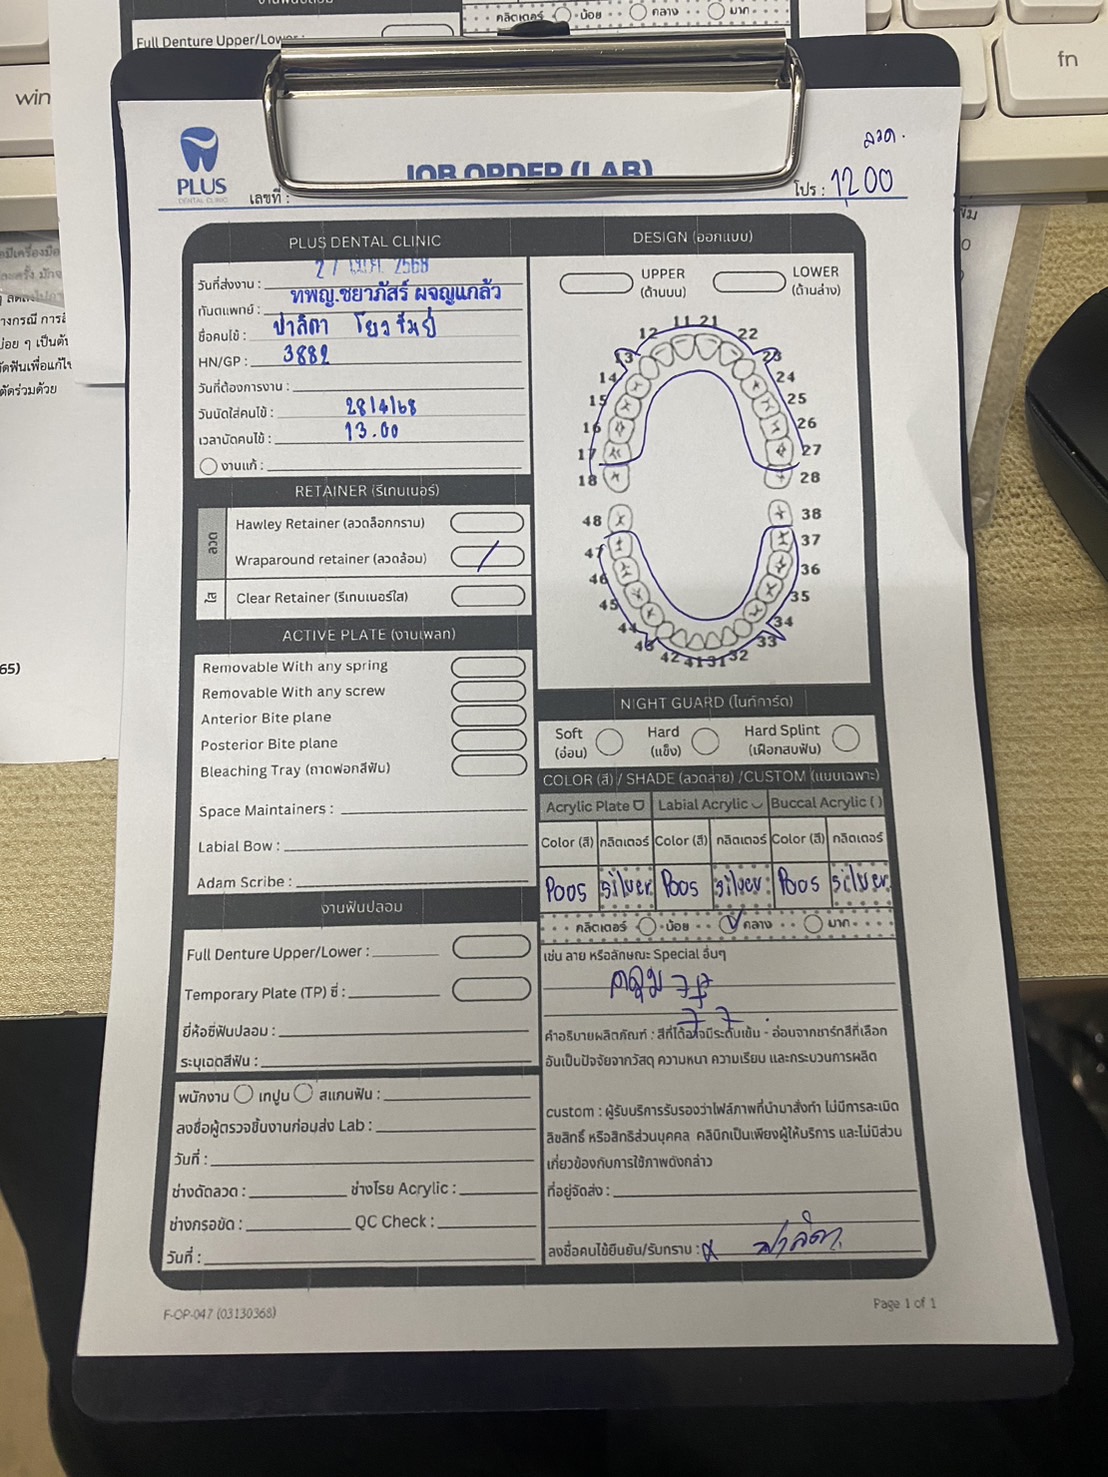 คลิตเตอร์ น้อย กลาง มาก
Full Denture Upper/Lower :
win
fn
65)
ตัดร่วมด้วย
PLUS
DENTAL CLINIC
JOB ORDER (LAB)
ลวด.
เลขที่ :
โปร : 1,200
PLUS DENTAL CLINIC
วันที่ส่งงาน : 27 เม.ย. 2568
ทันตแพทย์ : ทพญ.ชยาภัสร์ ผจญแกล้ว
ชื่อคนไข้ : ปาลิตา
HN/GP : 3882
วันที่ต้องการงาน :
วันนัดใส่คนไข้ : 28/4/68
เวลานัดคนไข้ : 13.00
งานแก้ :
RETAINER (รีเทนเนอร์)
ลวด
Hawley Retainer (ลวดล็อกกราม)
Wraparound retainer (ลวดล้อม) /
ใส
Clear Retainer (รีเทนเนอร์ใส)
ACTIVE PLATE (งานเพลท)
Removable With any spring
Removable With any screw
Anterior Bite plane
Posterior Bite plane
Bleaching Tray (ถาดฟอกสีฟัน)
Space Maintainers :
Labial Bow :
Adam Scribe :
งานฟันปลอม
Full Denture Upper/Lower :
Temporary Plate (TP) ซี่ :
ยี่ห้อซี่ฟันปลอม :
ระบุเฉดสีฟัน :
พนักงาน เทปูน สแกนฟัน :
ลงชื่อผู้ตรวจชิ้นงานก่อนส่ง Lab :
วันที่ :
ช่างดัดลวด : ช่างโรย Acrylic :
ช่างกรอขัด : QC Check :
วันที่ :
DESIGN (ออกแบบ)
UPPER
(ด้านบน)
LOWER
(ด้านล่าง)
11 21
12 22
13 23
14 24
15 25
16 26
17 27
18 28
48 38
47 37
46 36
45 35
44 34
43 33
42 41 31 32
NIGHT GUARD (ไนท์การ์ด)
Soft
(อ่อน)
Hard
(แข็ง)
Hard Splint
(เฝือกสบฟัน)
COLOR (สี) / SHADE (ลวดลาย) /CUSTOM (แบบเฉพาะ)
Acrylic Plate Labial Acrylic Buccal Acrylic ( )
Color (สี) กลิตเตอร์ Color (สี) กลิตเตอร์ Color (สี) กลิตเตอร์
P005 silver P005 silver P005 silver
คลิตเตอร์ น้อย กลาง มาก
เช่น ลาย หรือลักษณะ Special อื่นๆ
คลุม 7 7
7 7
คำอธิบายผลิตภัณฑ์ : สีที่ได้อาจมีระดับเข้ม - อ่อนจากชาร์ทสีที่เลือก
อันเป็นปัจจัยจากวัสดุ ความหนา ความเรียบ และกระบวนการผลิต
custom : ผู้รับบริการรับรองว่าไฟล์ภาพที่นำมาสั่งทำ ไม่มีการละเมิด
ลิขสิทธิ์ หรือสิทธิส่วนบุคคล คลินิกเป็นเพียงผู้ให้บริการ และไม่มีส่วน
เกี่ยวข้องกับการใช้ภาพดังกล่าว
ที่อยู่จัดส่ง :
ลงชื่อคนไข้ยืนยัน/รับทราบ : x ปาลิตา
F-OP-047 (03130368)
Page 1 of 1